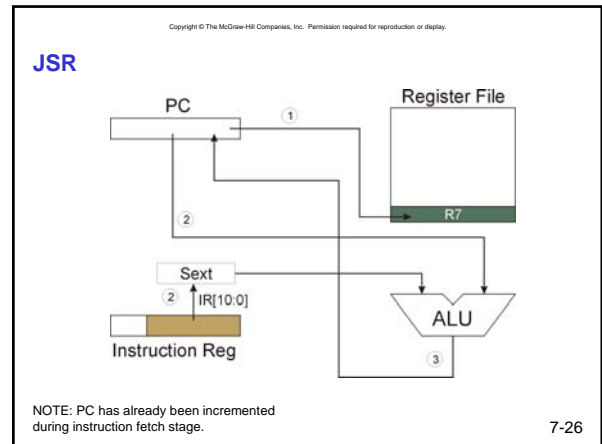 Copyright © The McGraw-Hill Companies, Inc. Permission required for reproduction or display.
JSR
PC
Register File
1
R7
2
Sext
2
IR[10:0]
ALU
Instruction Reg
3
NOTE: PC has already been incremented
during instruction fetch stage.
7-26